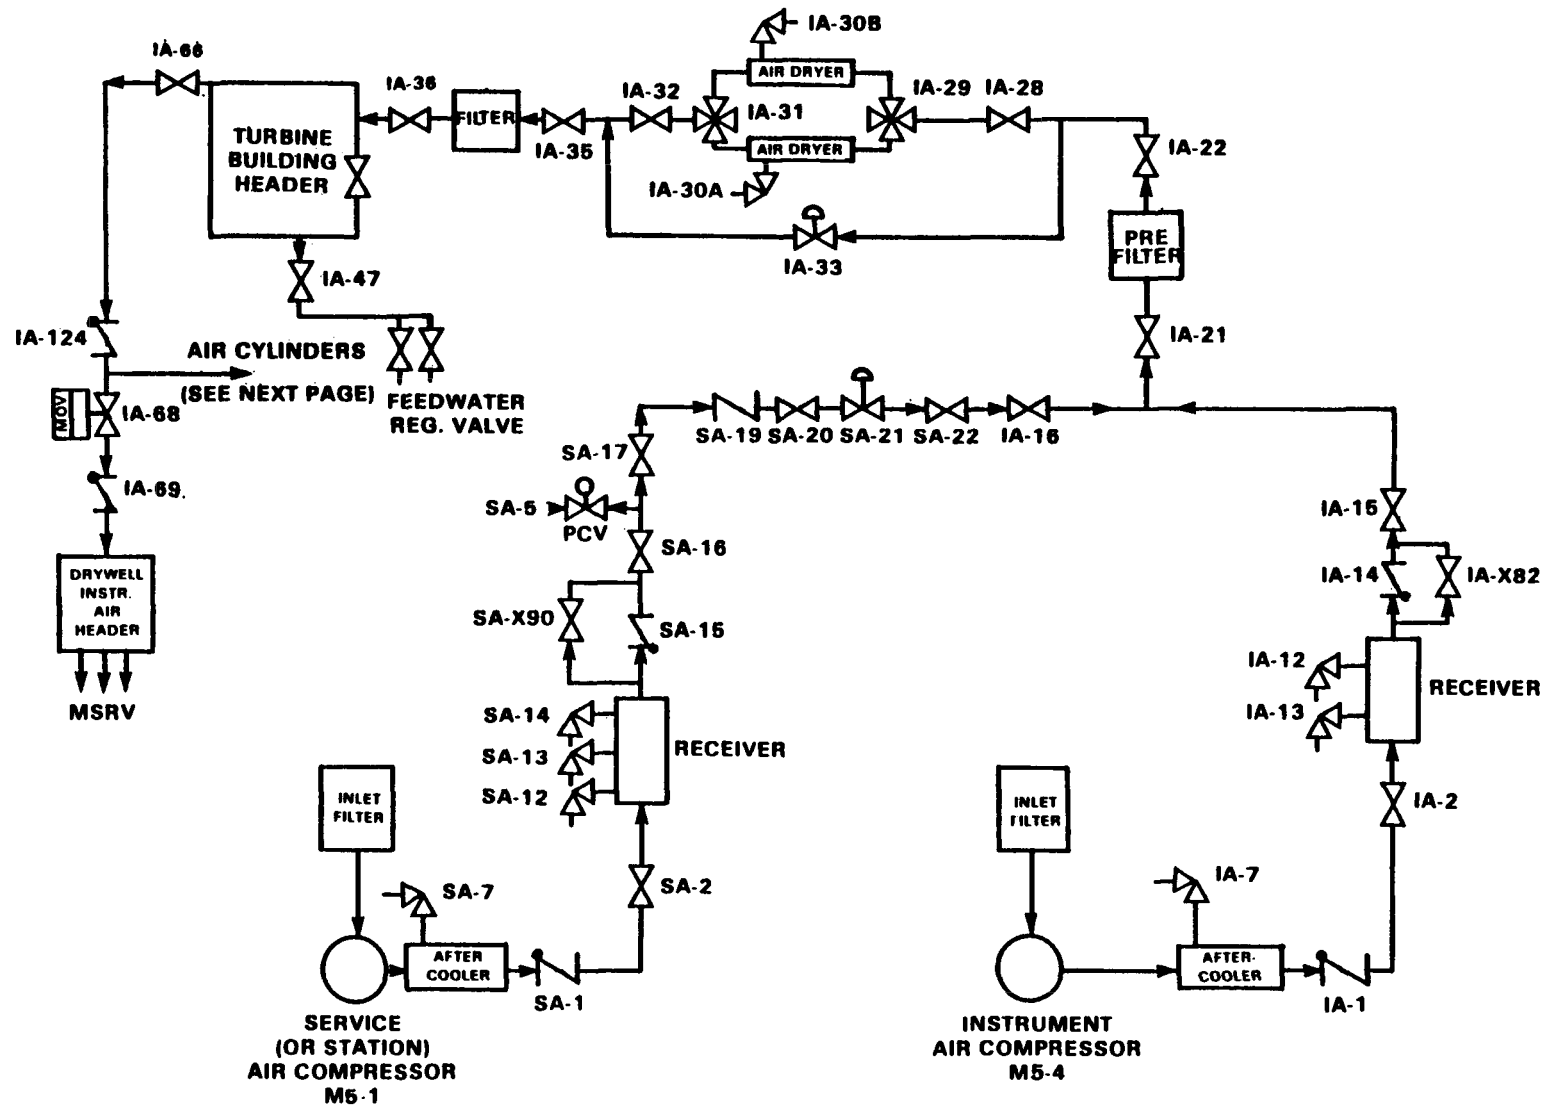 IA-30B
IA-66
AIR DRYER
IA-36
IA-32
IA-29
IA-28
IA-31
FILTER
TURBINE
BUILDING
HEADER
IA-35
AIR DRYER
IA-22
IA-30A
PRE
FILTER
IA-33
IA-47
IA-124
IA-21
AIR CYLINDERS
(SEE NEXT PAGE)
FEEDWATER
REG. VALVE
MOV
IA-68
SA-19
SA-20
SA-21
SA-22
IA-16
SA-17
IA-69.
SA-5
PCV
IA-15
SA-16
DRYWELL
INSTR.
AIR
HEADER
IA-14
IA-X82
SA-X90
SA-15
IA-12
RECEIVER
MSRV
SA-14
IA-13
SA-13
RECEIVER
SA-12
INLET
FILTER
INLET
FILTER
IA-2
SA-7
SA-2
IA-7
AFTER
COOLER
AFTER-
COOLER
SA-1
IA-1
SERVICE
(OR STATION)
AIR COMPRESSOR
M5-1
INSTRUMENT
AIR COMPRESSOR
M5-4